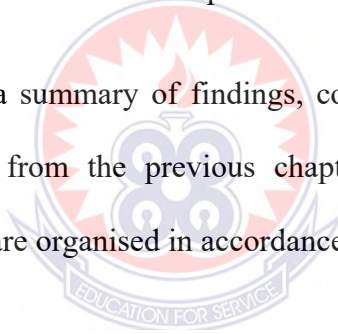 a summary of findings, co
from the previous chapt
are organised in accordance
EDUCATION FOR SERVICE